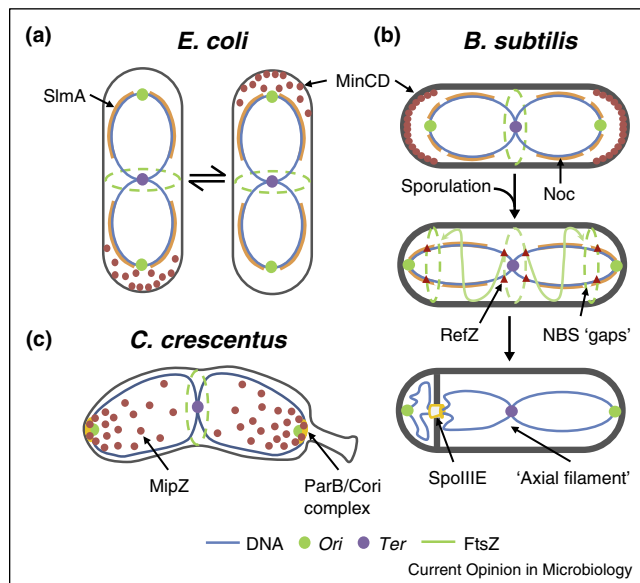 (a)
E. coli
SlmA
MinCD
(b)
B. subtilis
Sporulation
Noc
RefZ
NBS 'gaps'
(c)
C. crescentus
MipZ
ParB/Cori
complex
SpoIIIE
'Axial filament'
DNA Ori Ter FtsZ
Current Opinion in Microbiology